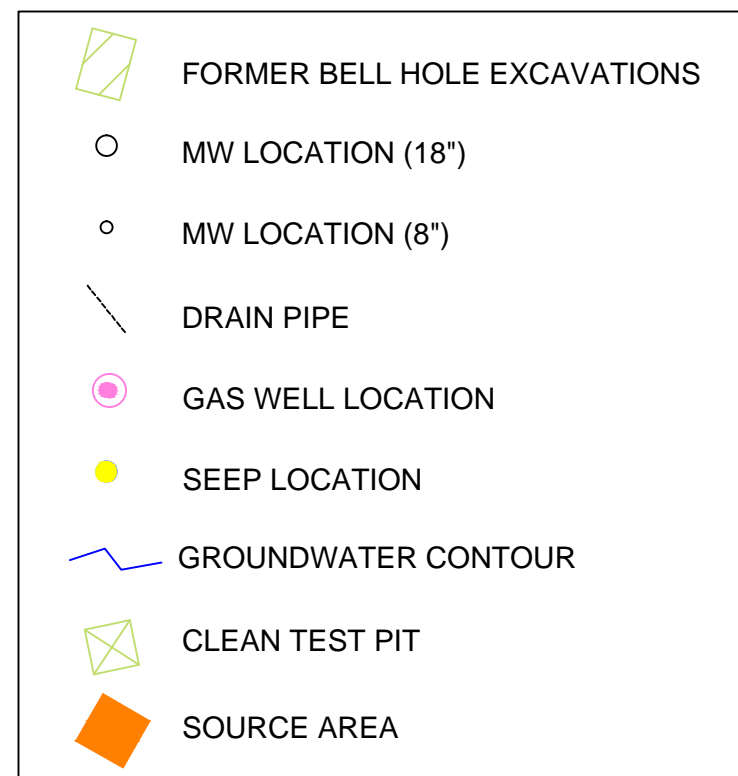 FORMER BELL HOLE EXCAVATIONS
MW LOCATION (18")
MW LOCATION (8")
DRAIN PIPE
GAS WELL LOCATION
SEEP LOCATION
GROUNDWATER CONTOUR
CLEAN TEST PIT
SOURCE AREA